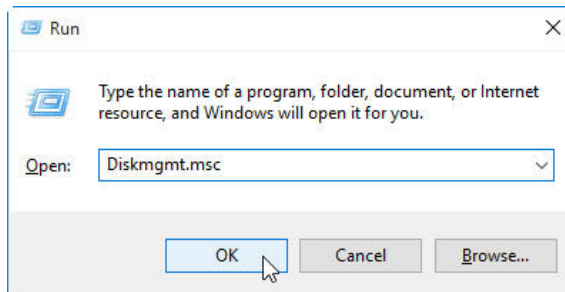 Run
Type the name of a program, folder, document, or Internet
resource, and Windows will open it for you.
Open: Diskmgmt.msc
OK Cancel Browse...